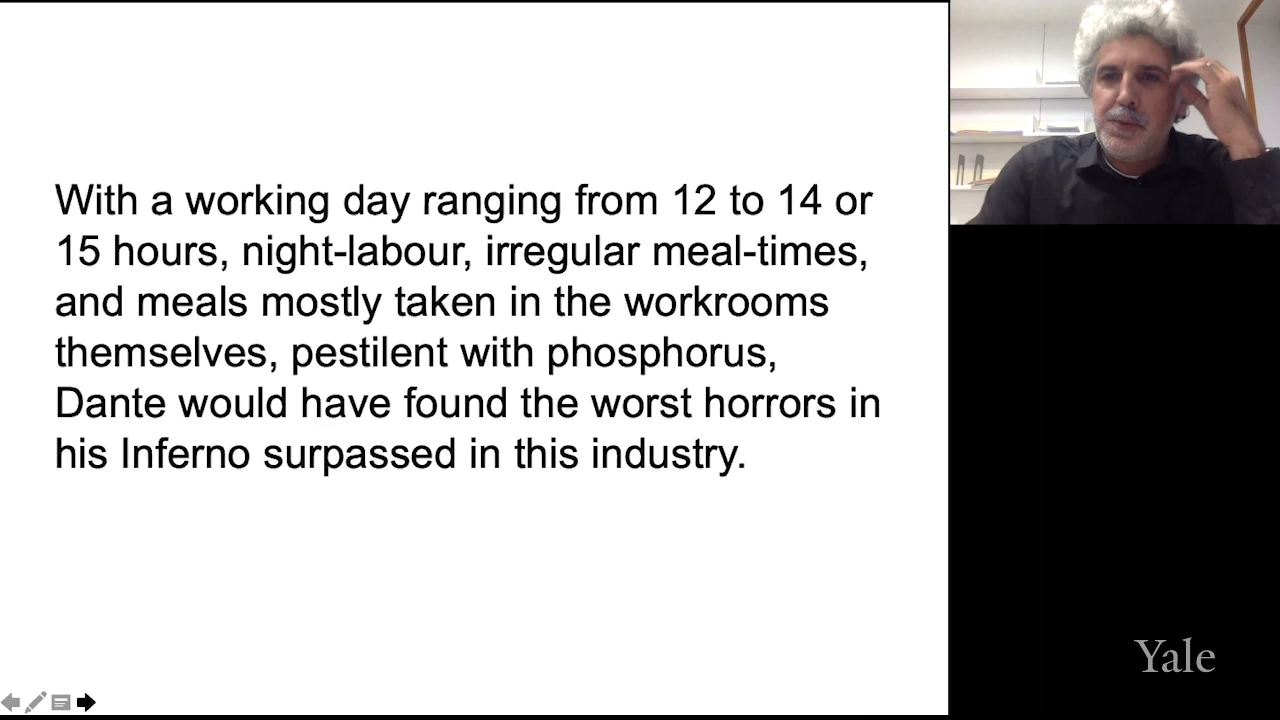 With a working day ranging from 12 to 14 or
15 hours, night-labour, irregular meal-times,
and meals mostly taken in the workrooms
themselves, pestilent with phosphorus,
Dante would have found the worst horrors in
his Inferno surpassed in this industry.
Yale